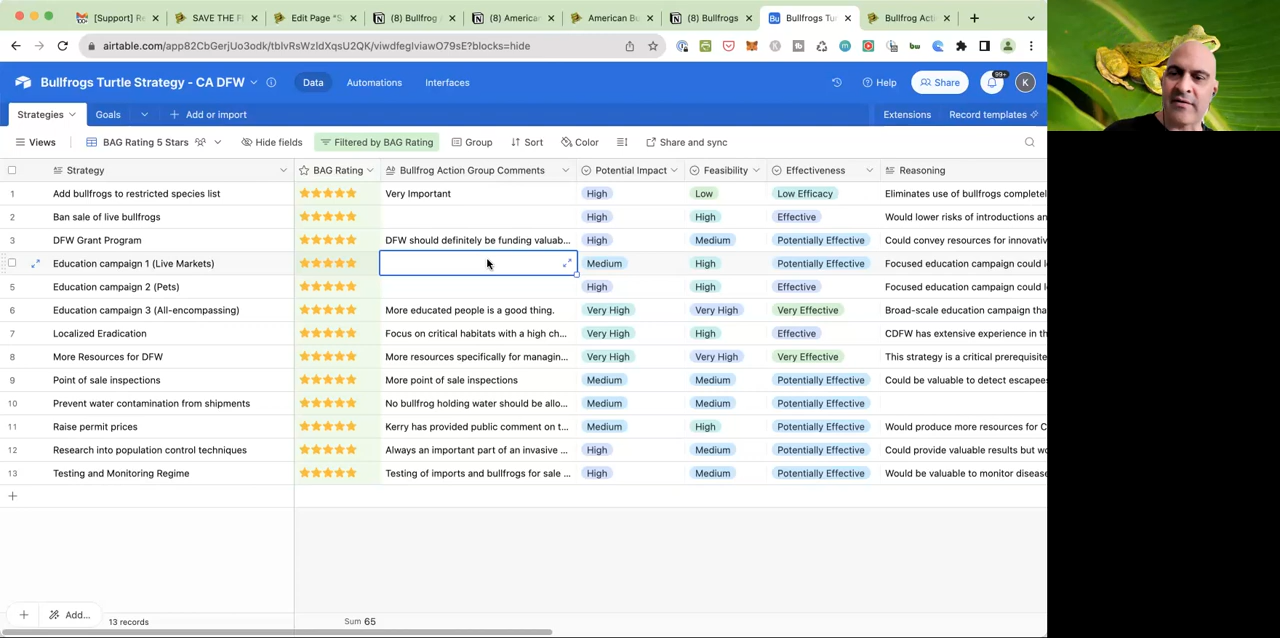 [Support] R
SAVE THE F
Edit Page "S
(8) Bullfrog
(8) America
American Bu
(8) Bullfrogs
Bullfrogs Tu
Bullfrog Acti
airtable.com/app82CbGerjUo3odk/tblvRsWzIdXqsU2QK/viwdfeglviawO79sE?blocks=hide
Bullfrogs Turtle Strategy - CA DFW
Data
Automations
Interfaces
Help
Share
99+
K
Strategies
Goals
Add or import
Extensions
Record templates
Views
BAG Rating 5 Stars
Hide fields
Filtered by BAG Rating
Group
Sort
Color
Share and sync
Strategy BAG Rating Bullfrog Action Group Comments Potential Impact Feasibility Effectiveness Reasoning
1 Add bullfrogs to restricted species list Very Important High Low Low Efficacy Eliminates use of bullfrogs completel
2 Ban sale of live bullfrogs High High Effective Would lower risks of introductions an
3 DFW Grant Program DFW should definitely be funding valuab... High Medium Potentially Effective Could convey resources for innovativ
Education campaign 1 (Live Markets) Medium High Potentially Effective Focused education campaign could l
5 Education campaign 2 (Pets) High High Effective Focused education campaign could l
6 Education campaign 3 (All-encompassing) More educated people is a good thing. Very High Very High Very Effective Broad-scale education campaign tha
7 Localized Eradication Focus on critical habitats with a high ch... Very High High Effective CDFW has extensive experience in th
8 More Resources for DFW More resources specifically for managin... Very High Very High Very Effective This strategy is a critical prerequisite
9 Point of sale inspections More point of sale inspections Medium Medium Potentially Effective Could be valuable to detect escapee
10 Prevent water contamination from shipments No bullfrog holding water should be allo... Medium Medium Potentially Effective
11 Raise permit prices Kerry has provided public comment on t... Medium High Potentially Effective Would produce more resources for C
12 Research into population control techniques Always an important part of an invasive ... High Medium Potentially Effective Could provide valuable results but wo
13 Testing and Monitoring Regime Testing of imports and bullfrogs for sale ... High Medium Potentially Effective Would be valuable to monitor disease
Add...
13 records
Sum 65